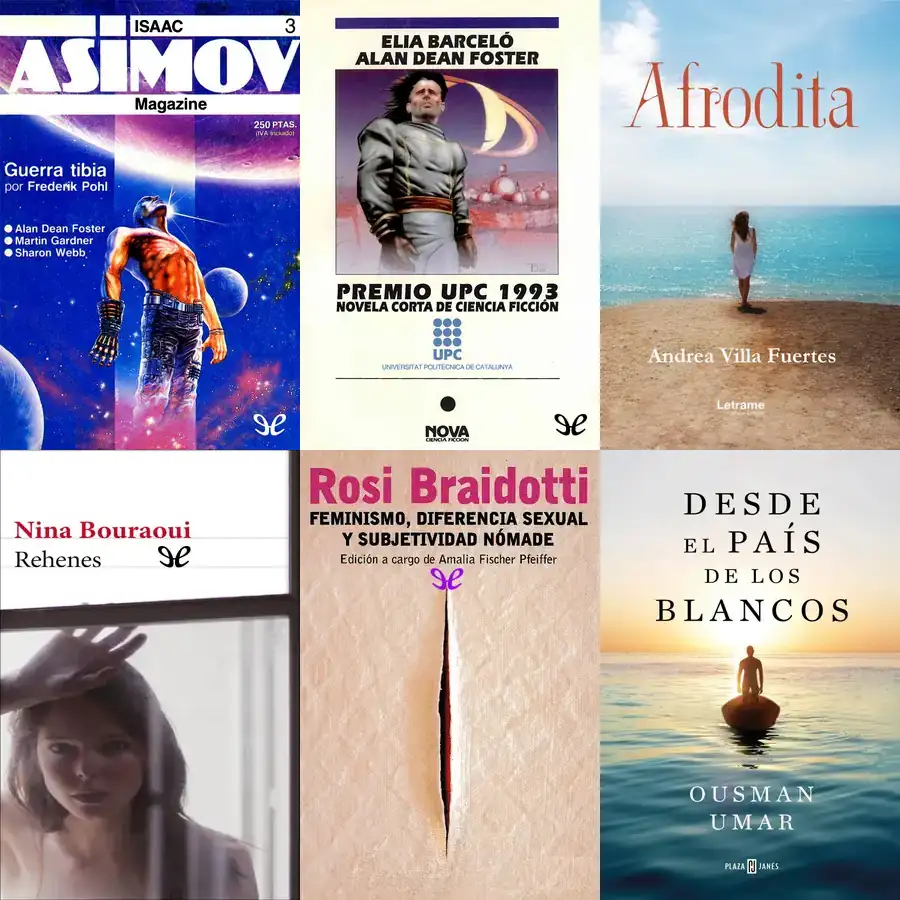 ISAAC
3
ASIMOV
Magazine
250 PTAS.
(IVA incluido)
Guerra tibia
por Frederik Pohl
Alan Dean Foster
Martin Gardner
Sharon Webb
ELIA BARCELÓ
ALAN DEAN FOSTER
PREMIO UPC 1993
NOVELA CORTA DE CIENCIA FICCIÓN
UPC
UNIVERSITAT POLITÈCNICA DE CATALUNYA
NOVA
CIENCIA FICCION
Afrodita
Andrea Villa Fuertes
Letrame
Nina Bouraoui
Rehenes
Rosi Braidotti
FEMINISMO, DIFERENCIA SEXUAL
Y SUBJETIVIDAD NÓMADE
Edición a cargo de Amalia Fischer Pfeiffer
DESDE
EL PAÍS
DE LOS
BLANCOS
OUSMAN
UMAR
PLAZA PJ JANÉS